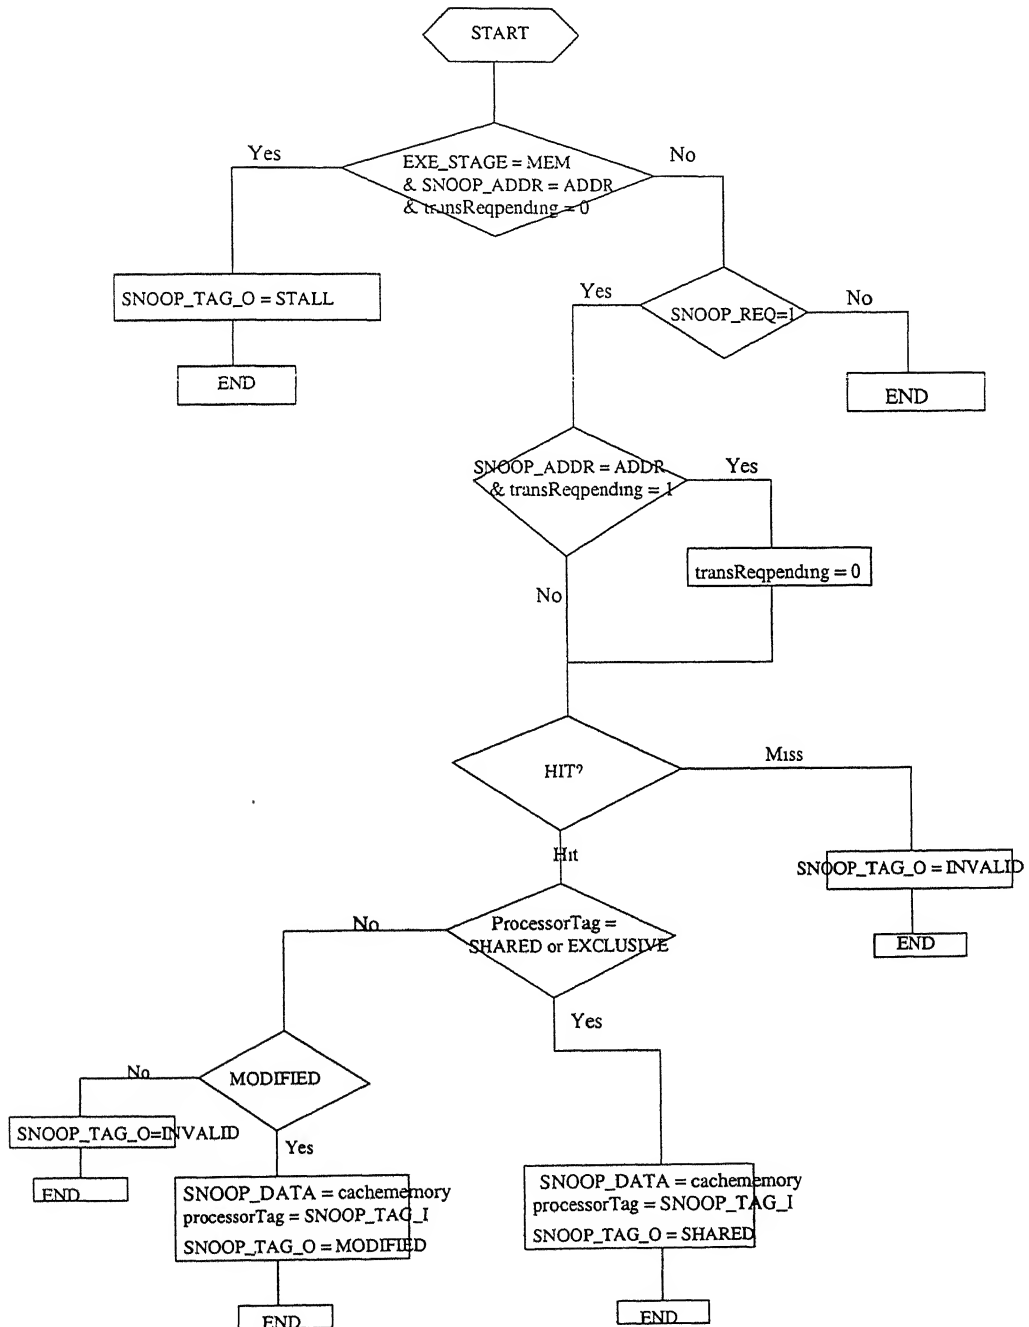 START
Yes
No
EXE_STAGE = MEM
& SNOOP_ADDR = ADDR
& transReqpending = 0
SNOOP_TAG_O = STALL
END
Yes
SNOOP_REQ=1
No
END
SNOOP_ADDR = ADDR
& transReqpending = 1
Yes
transReqpending = 0
No
HIT?
Miss
Hit
SNOOP_TAG_O = INVALID
END
No
ProcessorTag =
SHARED or EXCLUSIVE
Yes
No
MODIFIED
SNOOP_TAG_O=INVALID
END
Yes
SNOOP_DATA = cachememory
processorTag = SNOOP_TAG_I
SNOOP_TAG_O = MODIFIED
END
SNOOP_DATA = cachememory
processorTag = SNOOP_TAG_I
SNOOP_TAG_O = SHARED
END